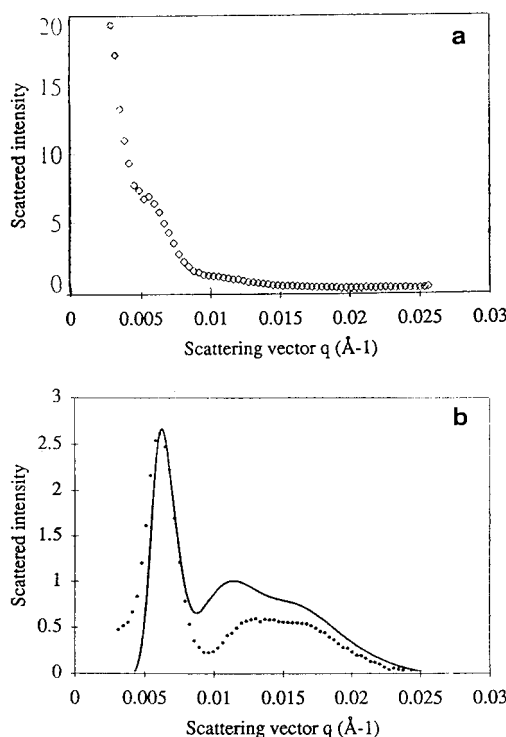 a
20
15
10
5
0
Scattered intensity
0 0.005 0.01 0.015 0.02 0.025 0.03
Scattering vector q (Å-1)
b
3
2.5
2
1.5
1
0.5
0
Scattered intensity
0 0.005 0.01 0.015 0.02 0.025 0.03
Scattering vector q (Å-1)